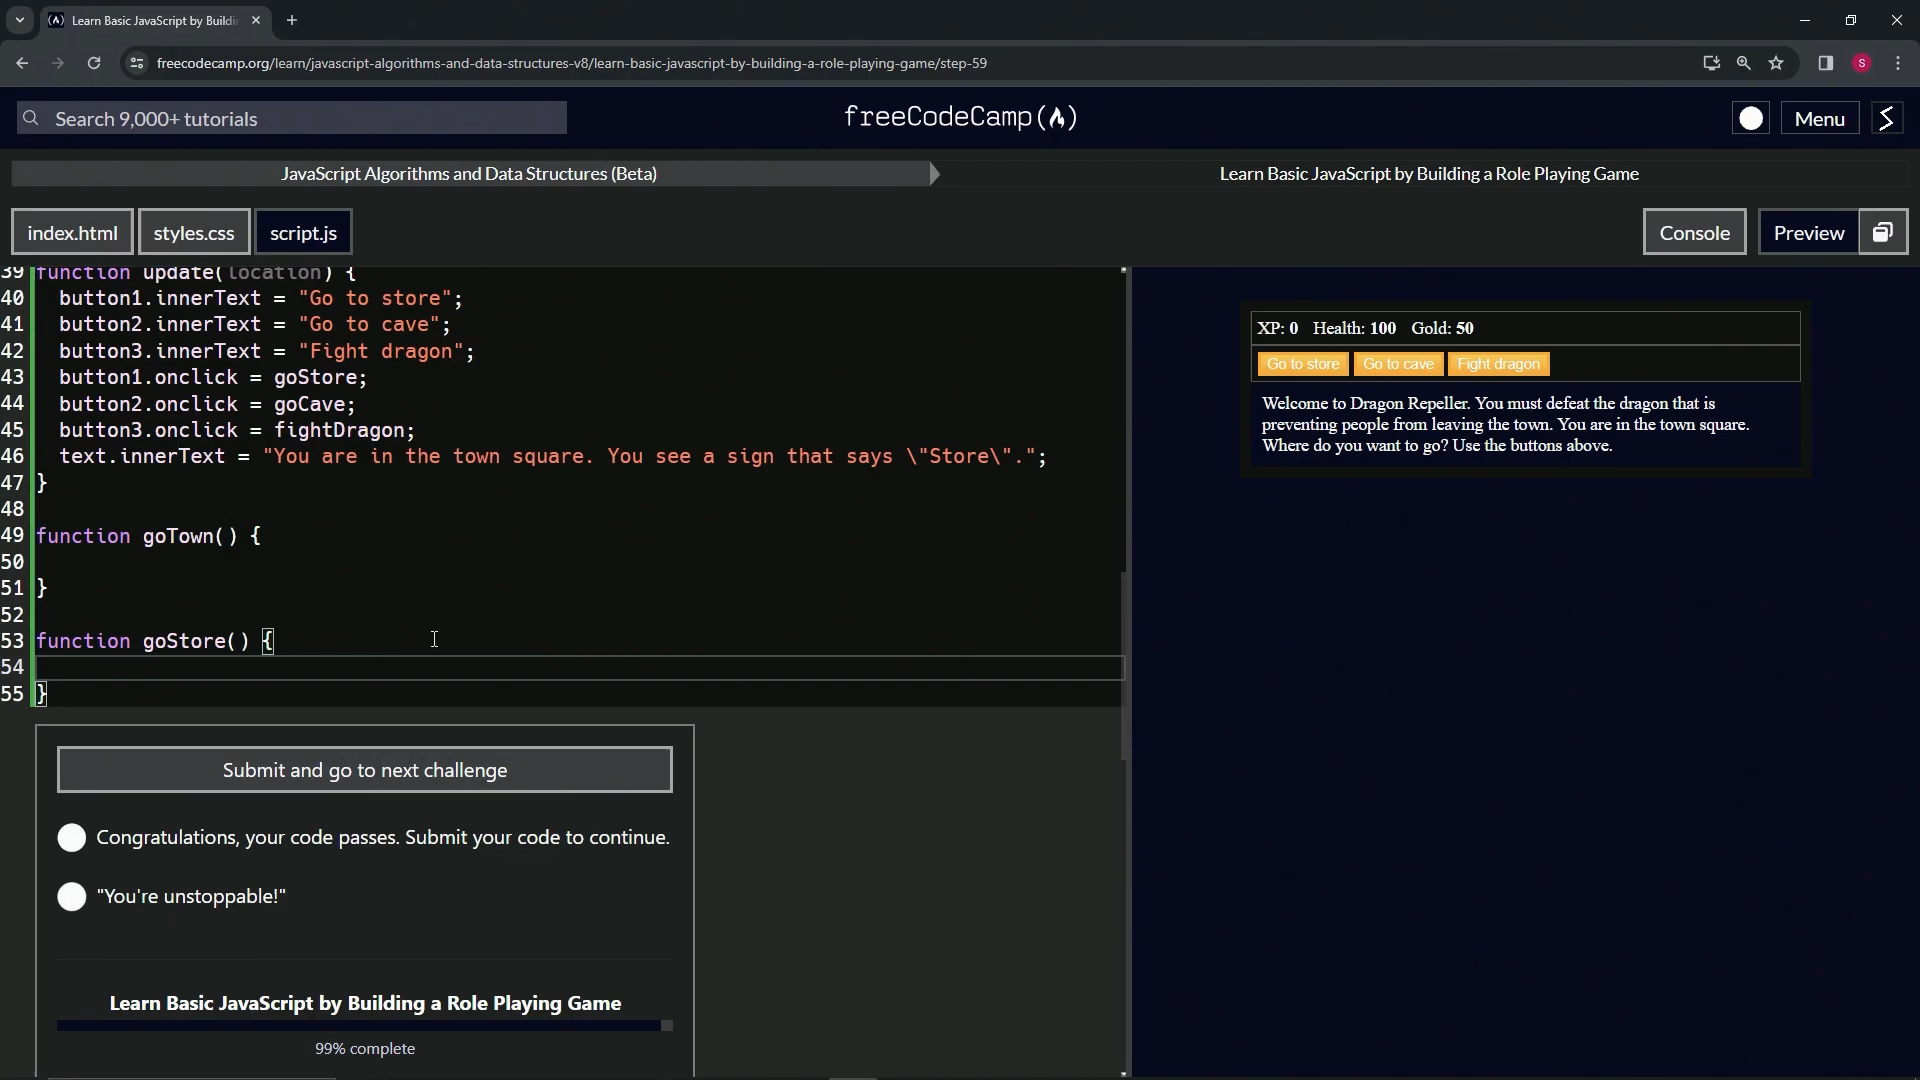 Learn Basic JavaScript by Buildi
freecodecamp.org/learn/javascript-algorithms-and-data-structures-v8/learn-basic-javascript-by-building-a-role-playing-game/step-59
S
Search 9,000+ tutorials
freeCodeCamp(🔥)
Menu
JavaScript Algorithms and Data Structures (Beta)
Learn Basic JavaScript by Building a Role Playing Game
index.html
styles.css
script.js
Console
Preview
39 function update(location) {
40 button1.innerText = "Go to store";
41 button2.innerText = "Go to cave";
42 button3.innerText = "Fight dragon";
43 button1.onclick = goStore;
44 button2.onclick = goCave;
45 button3.onclick = fightDragon;
46 text.innerText = "You are in the town square. You see a sign that says \"Store\".";
47 }
48
49 function goTown() {
50
51 }
52
53 function goStore() {
54
55 }
XP: 0 Health: 100 Gold: 50
Go to store Go to cave Fight dragon
Welcome to Dragon Repeller. You must defeat the dragon that is
preventing people from leaving the town. You are in the town square.
Where do you want to go? Use the buttons above.
Submit and go to next challenge
Congratulations, your code passes. Submit your code to continue.
"You're unstoppable!"
Learn Basic JavaScript by Building a Role Playing Game
99% complete